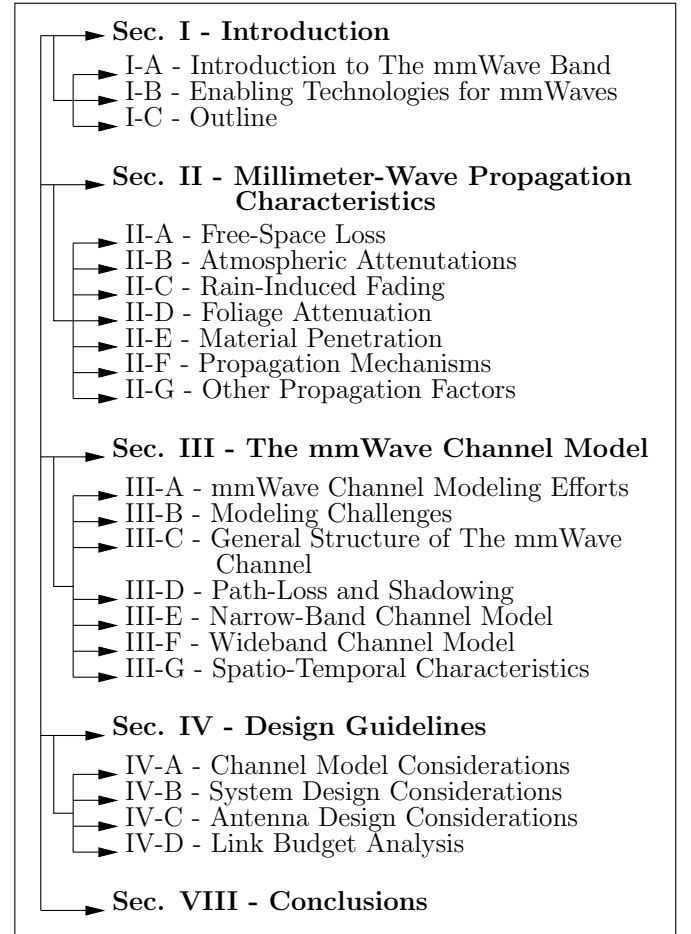 Sec. I - Introduction
I-A - Introduction to The mmWave Band
I-B - Enabling Technologies for mmWaves
I-C - Outline
Sec. II - Millimeter-Wave Propagation
Characteristics
II-A - Free-Space Loss
II-B - Atmospheric Attenutations
II-C - Rain-Induced Fading
II-D - Foliage Attenuation
II-E - Material Penetration
II-F - Propagation Mechanisms
II-G - Other Propagation Factors
Sec. III - The mmWave Channel Model
III-A - mmWave Channel Modeling Efforts
III-B - Modeling Challenges
III-C - General Structure of The mmWave
Channel
III-D - Path-Loss and Shadowing
III-E - Narrow-Band Channel Model
III-F - Wideband Channel Model
III-G - Spatio-Temporal Characteristics
Sec. IV - Design Guidelines
IV-A - Channel Model Considerations
IV-B - System Design Considerations
IV-C - Antenna Design Considerations
IV-D - Link Budget Analysis
Sec. VIII - Conclusions